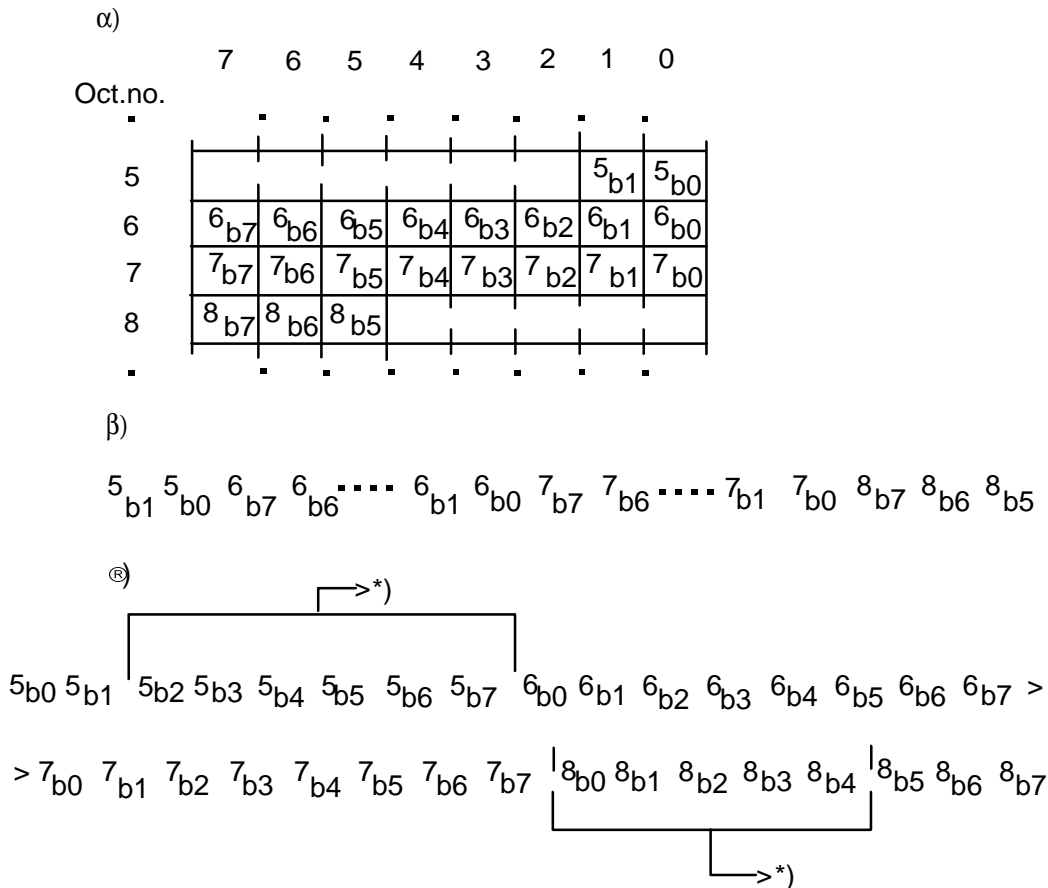 α)
7 6 5 4 3 2 1 0
Oct.no.
5 5b1 5b0
6 6b7 6b6 6b5 6b4 6b3 6b2 6b1 6b0
7 7b7 7b6 7b5 7b4 7b3 7b2 7b1 7b0
8 8b7 8b6 8b5
β)
5b1 5b0 6b7 6b6 .... 6b1 6b0 7b7 7b6 .... 7b1 7b0 8b7 8b6 8b5
®)
>*)
5b0 5b1 5b2 5b3 5b4 5b5 5b6 5b7 6b0 6b1 6b2 6b3 6b4 6b5 6b6 6b7 >
> 7b0 7b1 7b2 7b3 7b4 7b5 7b6 7b7 8b0 8b1 8b2 8b3 8b4 8b5 8b6 8b7
>*)